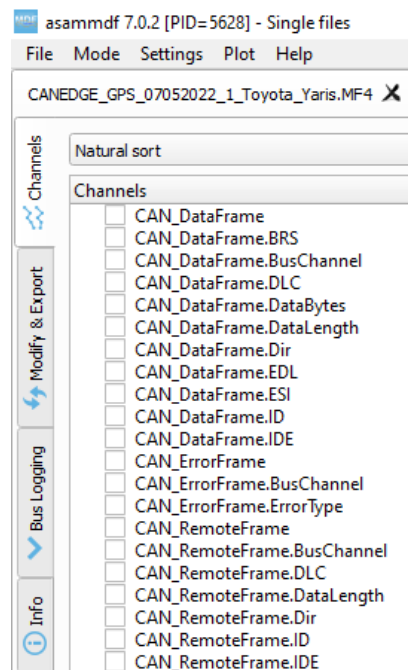 MDF asammdf 7.0.2 [PID=5628] - Single files
File Mode Settings Plot Help
CANEDGE_GPS_07052022_1_Toyota_Yaris.MF4 X
Channels
Modify & Export
Bus Logging
Info
Natural sort
Channels
CAN_DataFrame
CAN_DataFrame.BRS
CAN_DataFrame.BusChannel
CAN_DataFrame.DLC
CAN_DataFrame.DataBytes
CAN_DataFrame.DataLength
CAN_DataFrame.Dir
CAN_DataFrame.EDL
CAN_DataFrame.ESI
CAN_DataFrame.ID
CAN_DataFrame.IDE
CAN_ErrorFrame
CAN_ErrorFrame.BusChannel
CAN_ErrorFrame.ErrorType
CAN_RemoteFrame
CAN_RemoteFrame.BusChannel
CAN_RemoteFrame.DLC
CAN_RemoteFrame.DataLength
CAN_RemoteFrame.Dir
CAN_RemoteFrame.ID
CAN_RemoteFrame.IDE